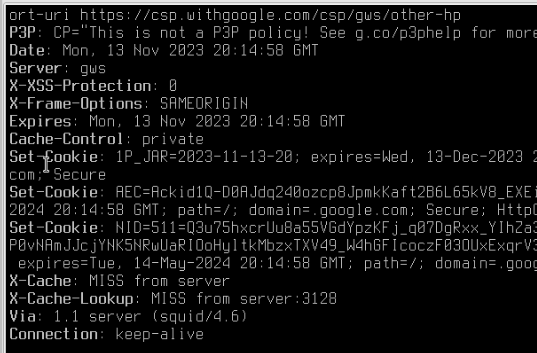 ort-uri https://csp.withgoogle.com/csp/gws/other-hp
P3P: CP="This is not a P3P policy! See g.co/p3phelp for more
Date: Mon, 13 Nov 2023 20:14:58 GMT
Server: gws
X-XSS-Protection: 0
X-Frame-Options: SAMEORIGIN
Expires: Mon, 13 Nov 2023 20:14:58 GMT
Cache-Control: private
Set-Cookie: 1P_JAR=2023-11-13-20; expires=Wed, 13-Dec-2023 2
com; Secure
Set-Cookie: AEC=Ackid1Q-D0AJdq240ozcp8JpmkKaft2B6L65kV8_EXEi
2024 20:14:58 GMT; path=/; domain=.google.com; Secure; HttpO
Set-Cookie: NID=511=Q3u75hxcrUu8a55VGdYpzKFj_q07DgRxx_YIhZa3
P0vNAmJJcjYNK5NRwUaRIOoHyltkMbzxTXV49_W4hGFIcoczF03OUxExqrV3
expires=Tue, 14-May-2024 20:14:58 GMT; path=/; domain=.goog
X-Cache: MISS from server
X-Cache-Lookup: MISS from server:3128
Via: 1.1 server (squid/4.6)
Connection: keep-alive